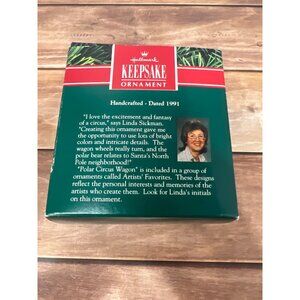 Hallmark
KEEPSAKE
ORNAMENT
Handcrafted - Dated 1991
"I love the excitement and fantasy
of a circus," says Linda Sickman.
"Creating this ornament gave me
the opportunity to use lots of bright
colors and intricate details. The
wagon wheels really turn, and the
polar bear relates to Santa's North
Pole neighborhood!"
"Polar Circus Wagon" is included in a group of
ornaments called Artists' Favorites. These designs
reflect the personal interests and memories of the
artists who create them. Look for Linda's initials
on this ornament.